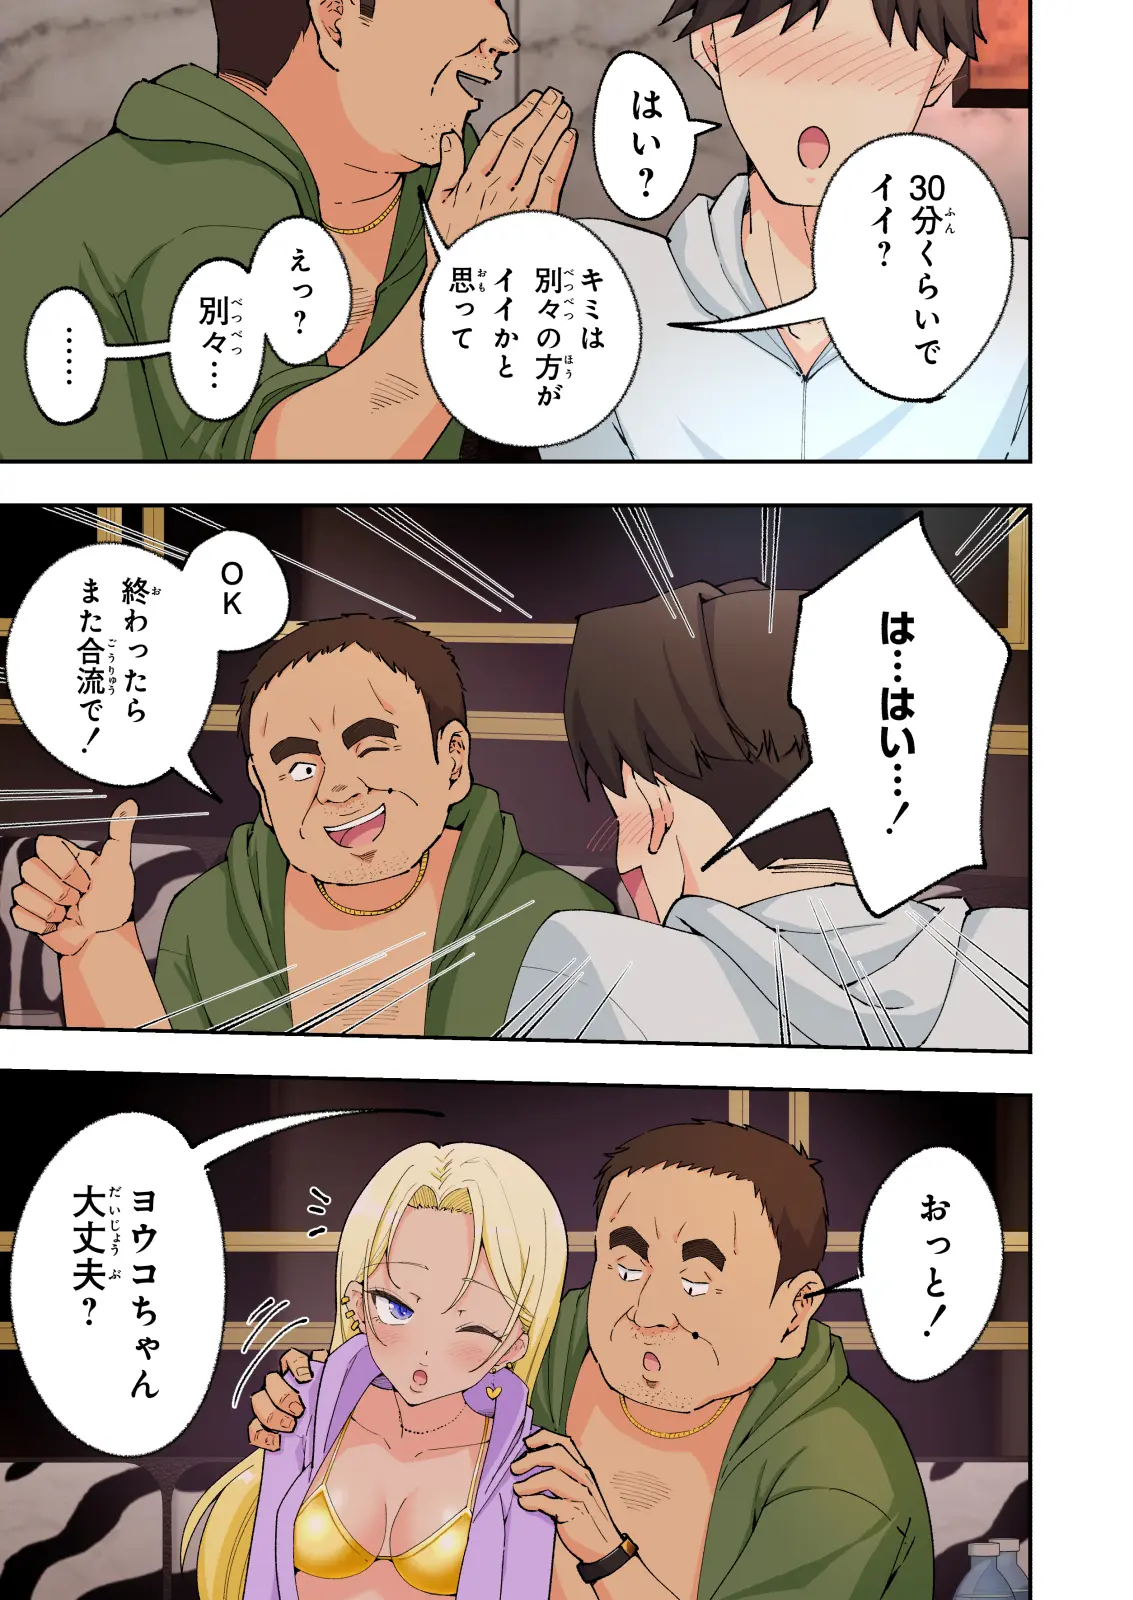 30分くらいで
イイ?
はい?
キミは
別々の方が
イイかと
思って
えっ?
別々…
……
は…はい…!
OK
終わったら
また合流で!
おっと!
ヨウコちゃん
大丈夫?